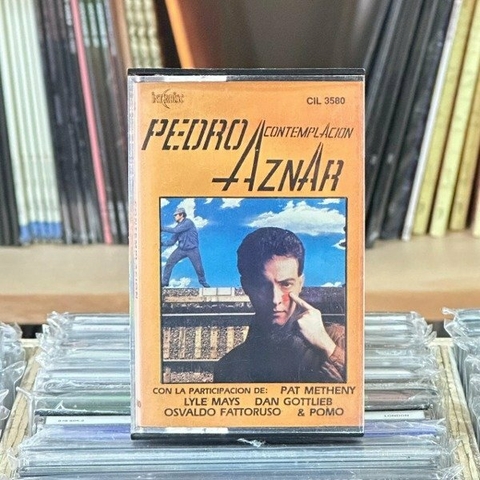 CIL 3580
PEDRO
CONTEMPLACION
AZNAR
CON LA PARTICIPACION DE: PAT METHENY
LYLE MAYS DAN GOTTLIEB
OSVALDO FATTORUSO & POMO